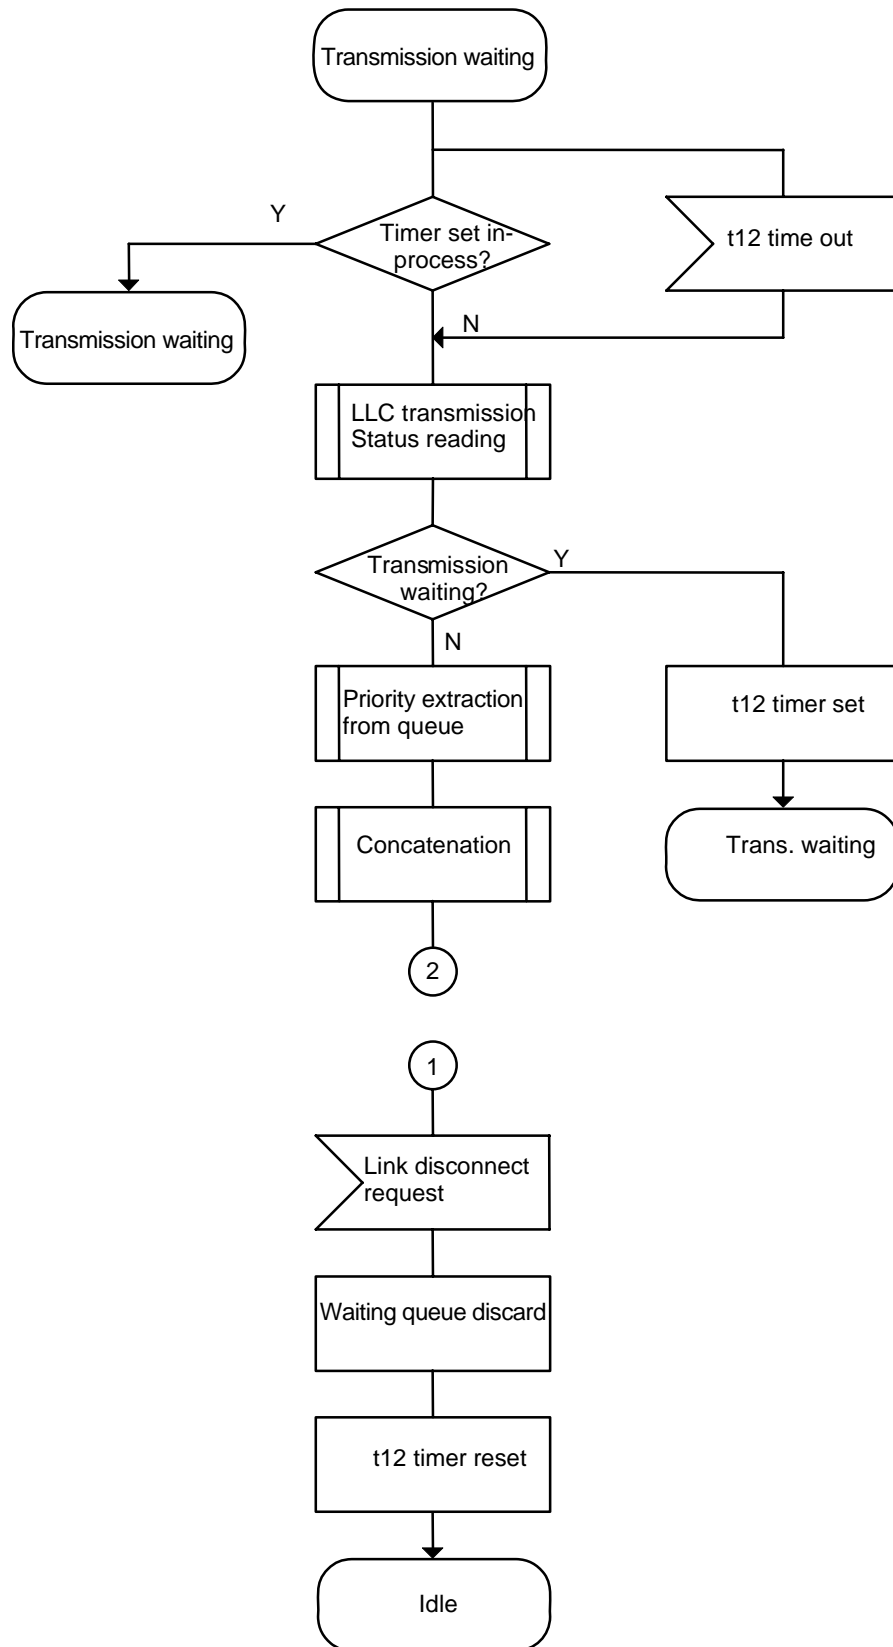 Transmission waiting
Y
Timer set in-
process?
t12 time out
Transmission waiting
N
LLC transmission
Status reading
Transmission
waiting?
Y
N
Priority extraction
from queue
t12 timer set
Concatenation
Trans. waiting
2
1
Link disconnect
request
Waiting queue discard
t12 timer reset
Idle